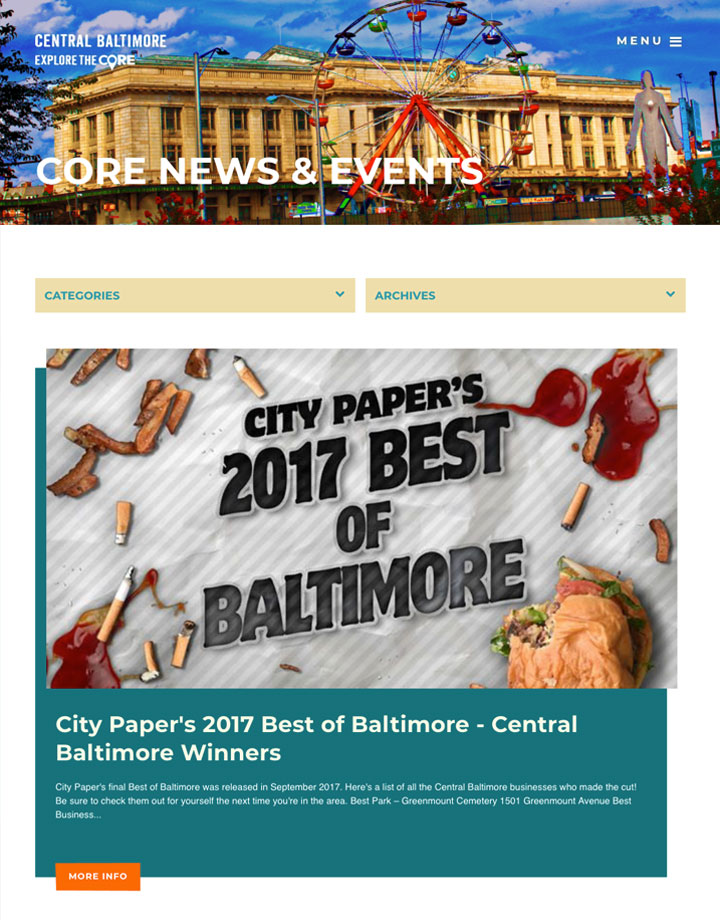 CENTRAL BALTIMORE
EXPLORE THE CORE
MENU
CORE NEWS & EVENTS
CATEGORIES
ARCHIVES
CITY PAPER'S
2017 BEST
OF
BALTIMORE
City Paper's 2017 Best of Baltimore - Central
Baltimore Winners
City Paper's final Best of Baltimore was released in September 2017. Here's a list of all the Central Baltimore businesses who made the cut!
Be sure to check them out for yourself the next time you're in the area. Best Park – Greenmount Cemetery 1501 Greenmount Avenue Best
Business...
MORE INFO